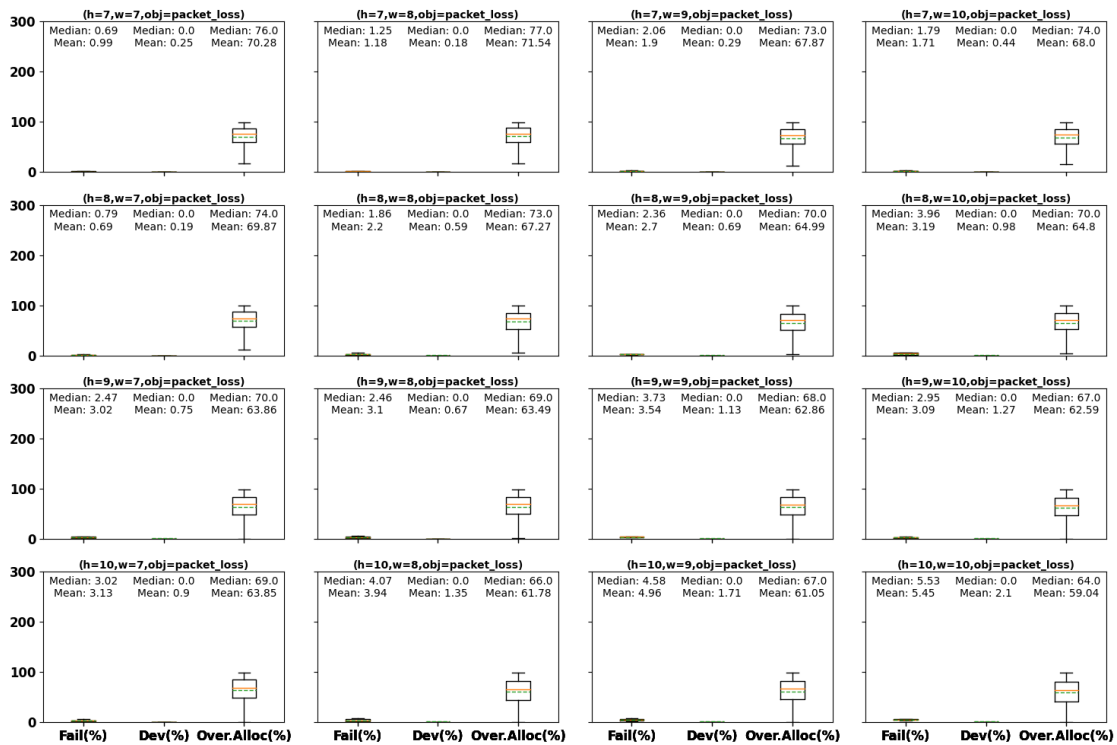 (h=7,w=7,obj=packet_loss) (h=7,w=8,obj=packet_loss) (h=7,w=9,obj=packet_loss) (h=7,w=10,obj=packet_loss)
300
Median: 0.69 Median: 0.0 Median: 76.0 Median: 1.25 Median: 0.0 Median: 77.0 Median: 2.06 Median: 0.0 Median: 73.0 Median: 1.79 Median: 0.0 Median: 74.0
Mean: 0.99 Mean: 0.25 Mean: 70.28 Mean: 1.18 Mean: 0.18 Mean: 71.54 Mean: 1.9 Mean: 0.29 Mean: 67.87 Mean: 1.71 Mean: 0.44 Mean: 68.0
200
100
0
(h=8,w=7,obj=packet_loss) (h=8,w=8,obj=packet_loss) (h=8,w=9,obj=packet_loss) (h=8,w=10,obj=packet_loss)
300
Median: 0.79 Median: 0.0 Median: 74.0 Median: 1.86 Median: 0.0 Median: 73.0 Median: 2.36 Median: 0.0 Median: 70.0 Median: 3.96 Median: 0.0 Median: 70.0
Mean: 0.69 Mean: 0.19 Mean: 69.87 Mean: 2.2 Mean: 0.59 Mean: 67.27 Mean: 2.7 Mean: 0.69 Mean: 64.99 Mean: 3.19 Mean: 0.98 Mean: 64.8
200
100
0
(h=9,w=7,obj=packet_loss) (h=9,w=8,obj=packet_loss) (h=9,w=9,obj=packet_loss) (h=9,w=10,obj=packet_loss)
300
Median: 2.47 Median: 0.0 Median: 70.0 Median: 2.46 Median: 0.0 Median: 69.0 Median: 3.73 Median: 0.0 Median: 68.0 Median: 2.95 Median: 0.0 Median: 67.0
Mean: 3.02 Mean: 0.75 Mean: 63.86 Mean: 3.1 Mean: 0.67 Mean: 63.49 Mean: 3.54 Mean: 1.13 Mean: 62.86 Mean: 3.09 Mean: 1.27 Mean: 62.59
200
100
0
(h=10,w=7,obj=packet_loss) (h=10,w=8,obj=packet_loss) (h=10,w=9,obj=packet_loss) (h=10,w=10,obj=packet_loss)
300
Median: 3.02 Median: 0.0 Median: 69.0 Median: 4.07 Median: 0.0 Median: 66.0 Median: 4.58 Median: 0.0 Median: 67.0 Median: 5.53 Median: 0.0 Median: 64.0
Mean: 3.13 Mean: 0.9 Mean: 63.85 Mean: 3.94 Mean: 1.35 Mean: 61.78 Mean: 4.96 Mean: 1.71 Mean: 61.05 Mean: 5.45 Mean: 2.1 Mean: 59.04
200
100
0
Fail(%) Dev(%) Over.Alloc(%) Fail(%) Dev(%) Over.Alloc(%) Fail(%) Dev(%) Over.Alloc(%) Fail(%) Dev(%) Over.Alloc(%)